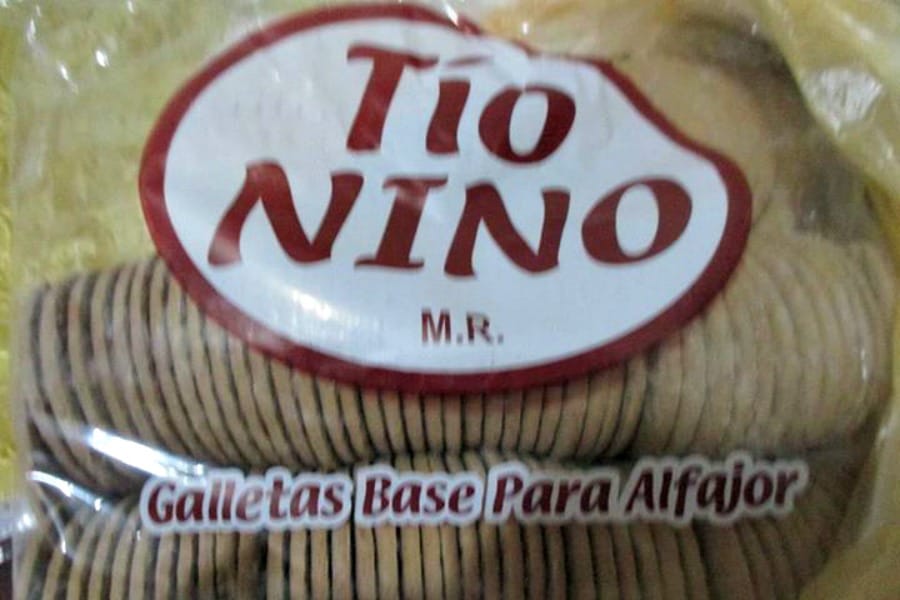 Tío
NINO
M.R.
Galletas Base Para Alfajor